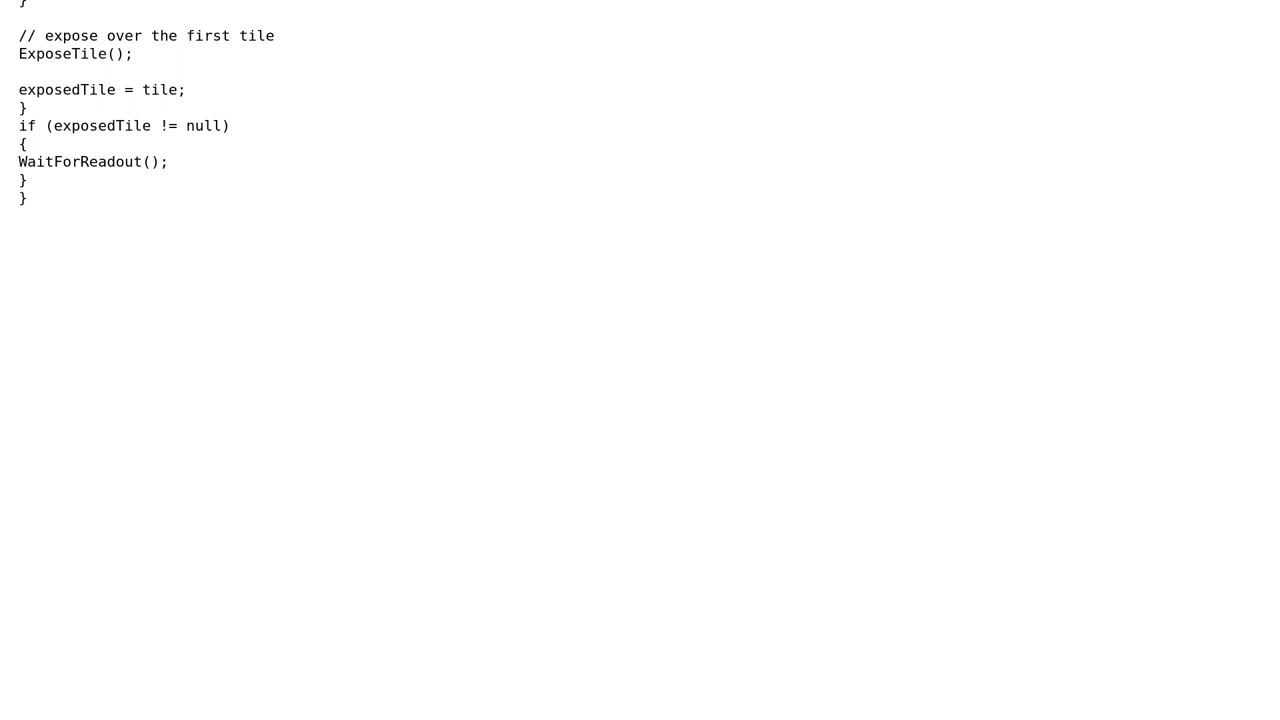 }
// expose over the first tile
ExposeTile();
exposedTile = tile;
}
if (exposedTile != null)
{
WaitForReadout();
}
}